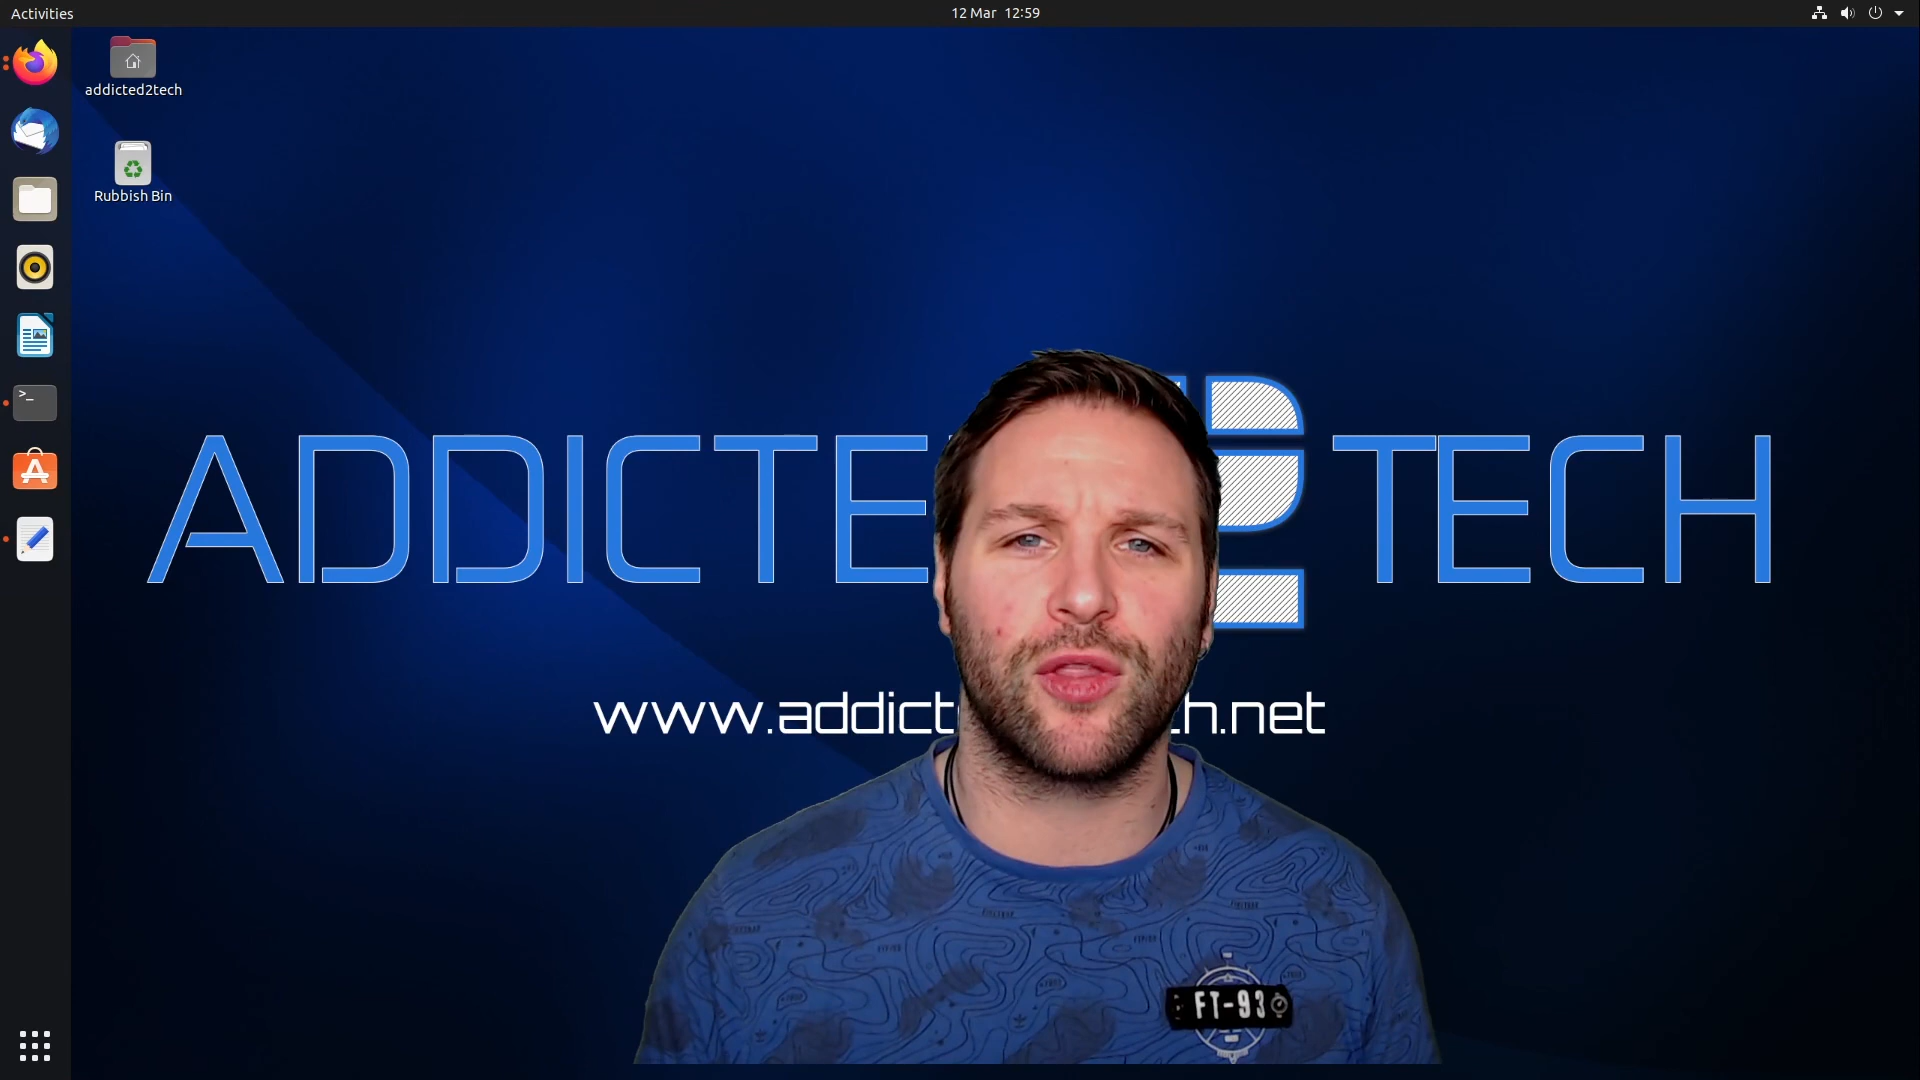 Activities
12 Mar 12:59
addicted2tech
Rubbish Bin
ADDICTE
TECH
www.addict
h.net
FT-93